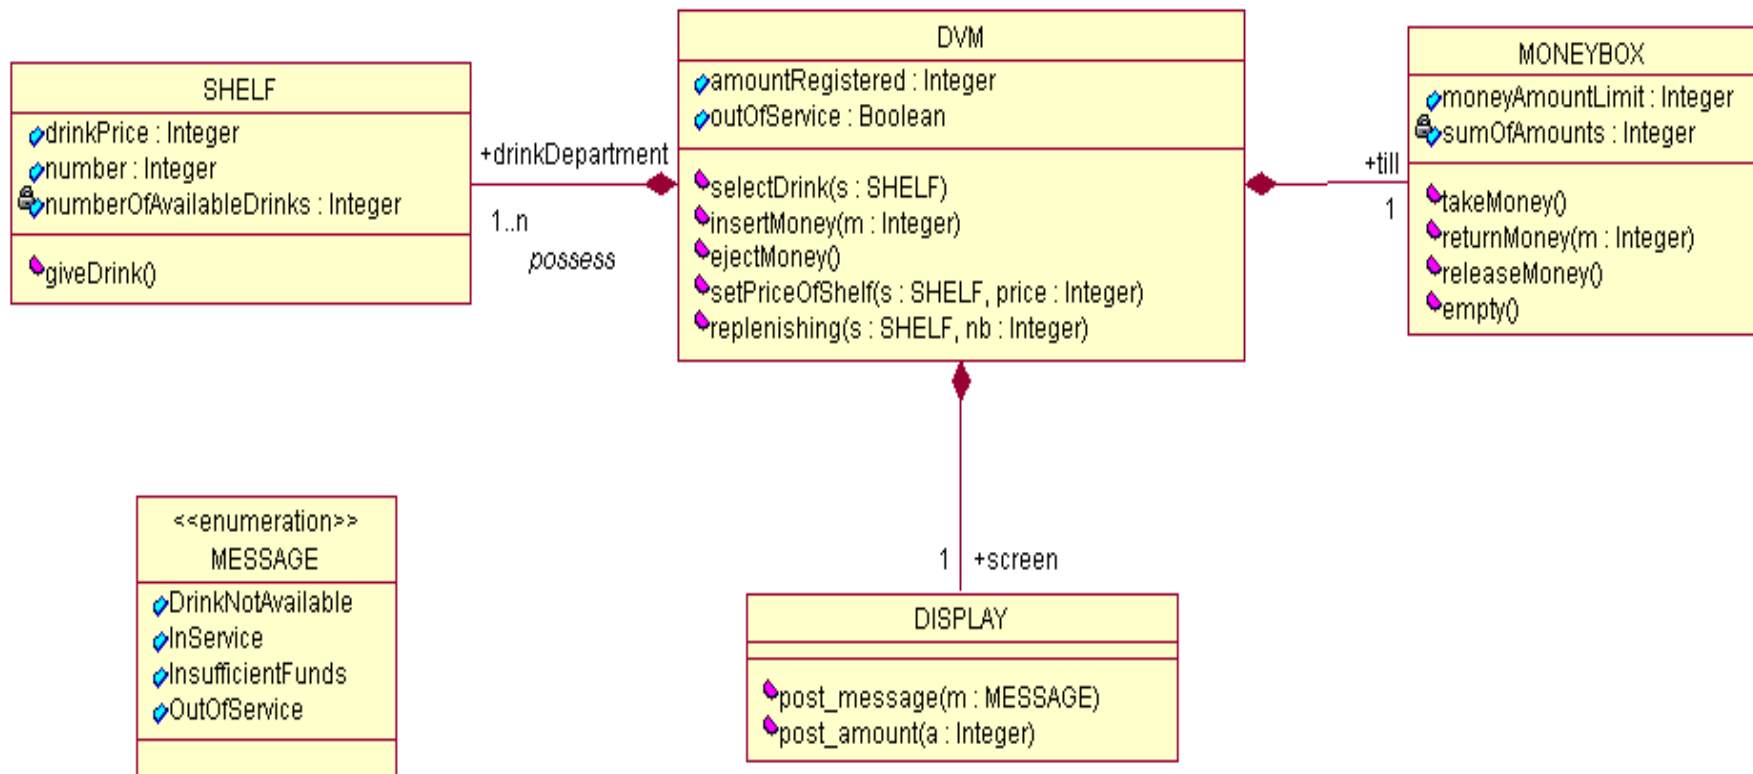 SHELF
drinkPrice : Integer
number : Integer
numberOfAvailableDrinks : Integer
giveDrink()
+drinkDepartment
1..n
possess
DVM
amountRegistered : Integer
outOfService : Boolean
selectDrink(s : SHELF)
insertMoney(m : Integer)
ejectMoney()
setPriceOfShelf(s : SHELF, price : Integer)
replenishing(s : SHELF, nb : Integer)
+till
1
MONEYBOX
moneyAmountLimit : Integer
sumOfAmounts : Integer
takeMoney()
returnMoney(m : Integer)
releaseMoney()
empty()
<<enumeration>>
MESSAGE
DrinkNotAvailable
InService
InsufficientFunds
OutOfService
1 +screen
DISPLAY
post_message(m : MESSAGE)
post_amount(a : Integer)